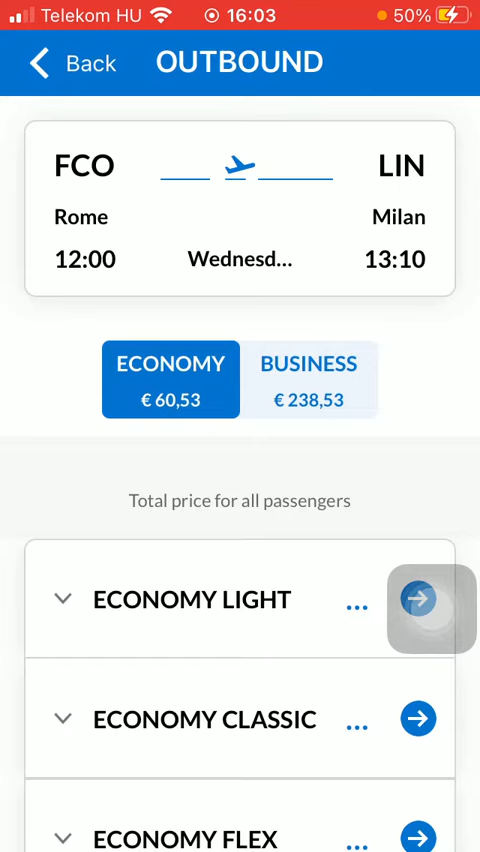 Telekom HU 16:03 50%
Back OUTBOUND
FCO LIN
Rome Milan
12:00 Wednesd... 13:10
ECONOMY BUSINESS
€ 60,53 € 238,53
Total price for all passengers
ECONOMY LIGHT ...
ECONOMY CLASSIC ...
ECONOMY FLEX ...